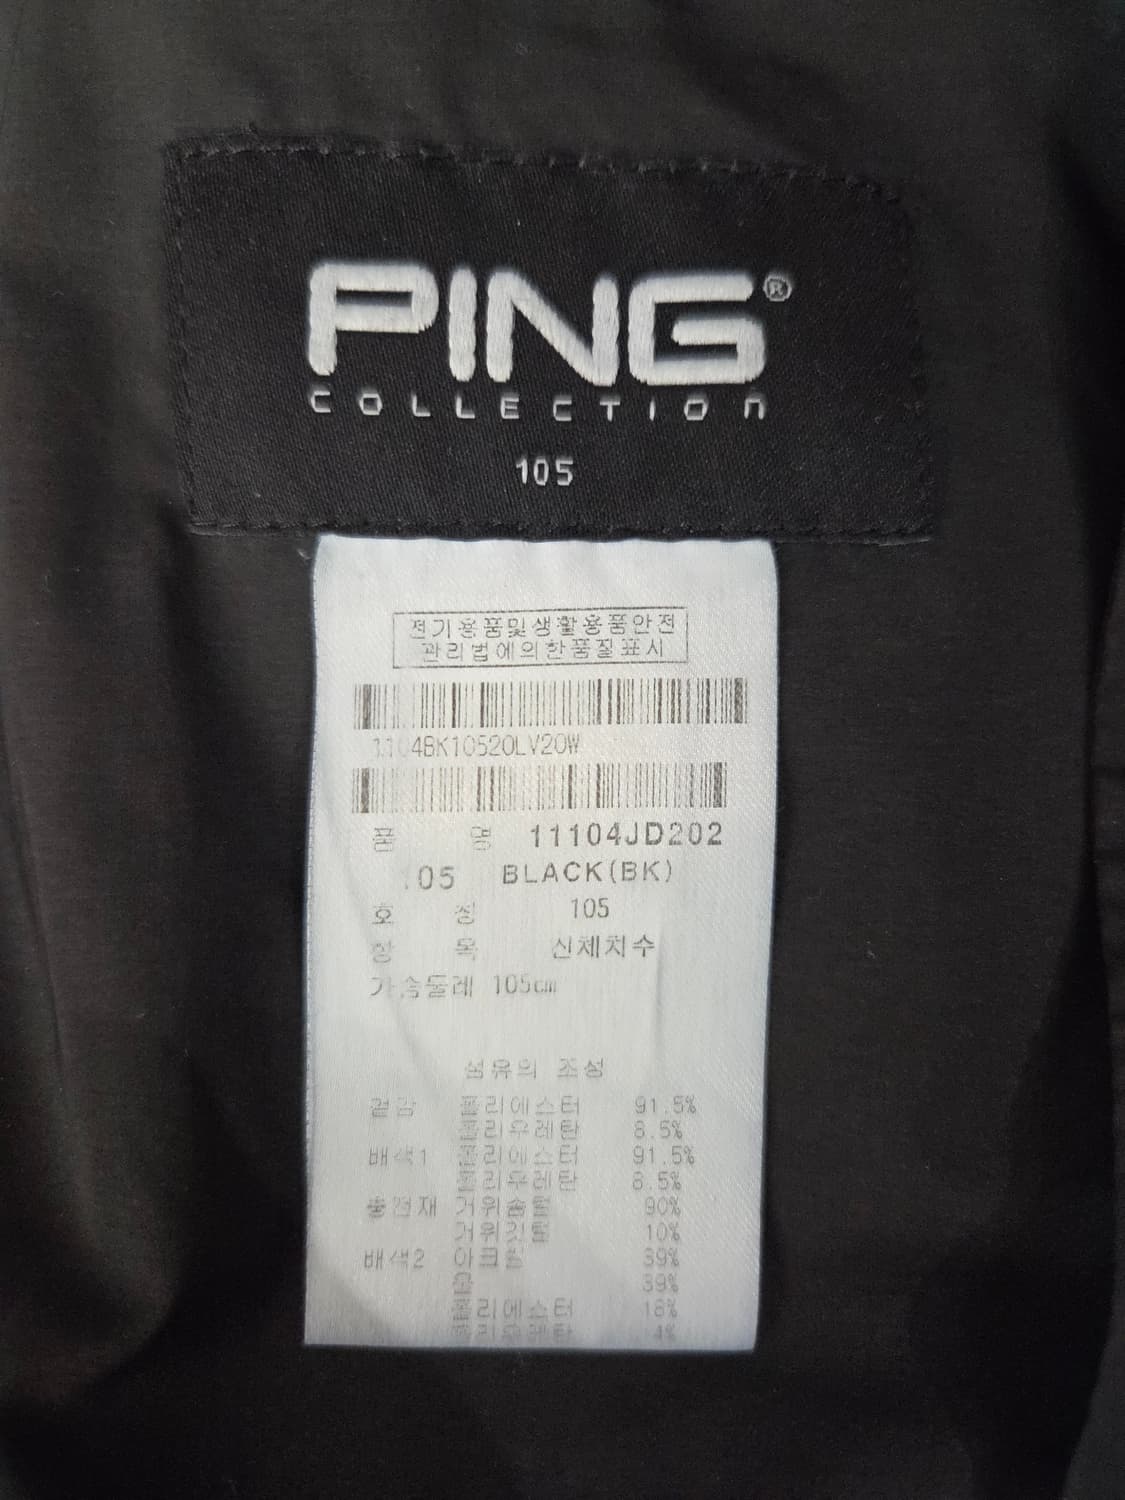 PING®
COLLECTION
105
전기용품및생활용품안전
관리법에의한품질표시
1104BK10520LV20W
품 명 11104JD202
105 BLACK(BK)
호 칭 105
항 목 신체치수
가슴둘레 105cm
섬유의 조성
겉감 폴리에스터 91.5%
폴리우레탄 8.5%
배색1 폴리에스터 91.5%
폴리우레탄 8.5%
충전재 거위솜털 90%
거위깃털 10%
배색2 아크릴 39%
울 39%
폴리에스터 18%
폴리우레탄 4%